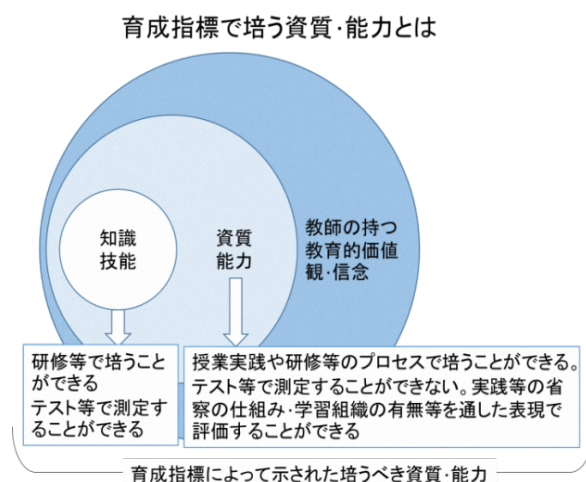 育成指標で培う資質・能力とは
知識
技能
資質
能力
教師の持つ
教育的価値
観・信念
研修等で培うこと
ができる
テスト等で測定す
ることができる
授業実践や研修等のプロセスで培うことができる。
テスト等で測定することができない。実践等の省
察の仕組み・学習組織の有無等を通した表現で
評価することができる
育成指標によって示された培うべき資質・能力